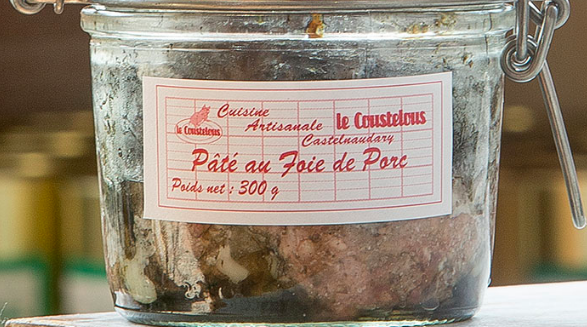 Cuisine
Artisanale
le Coustelous
le Coustelous
Castelnaudary
Pâté au Foie de Porc
Poids net : 300 g